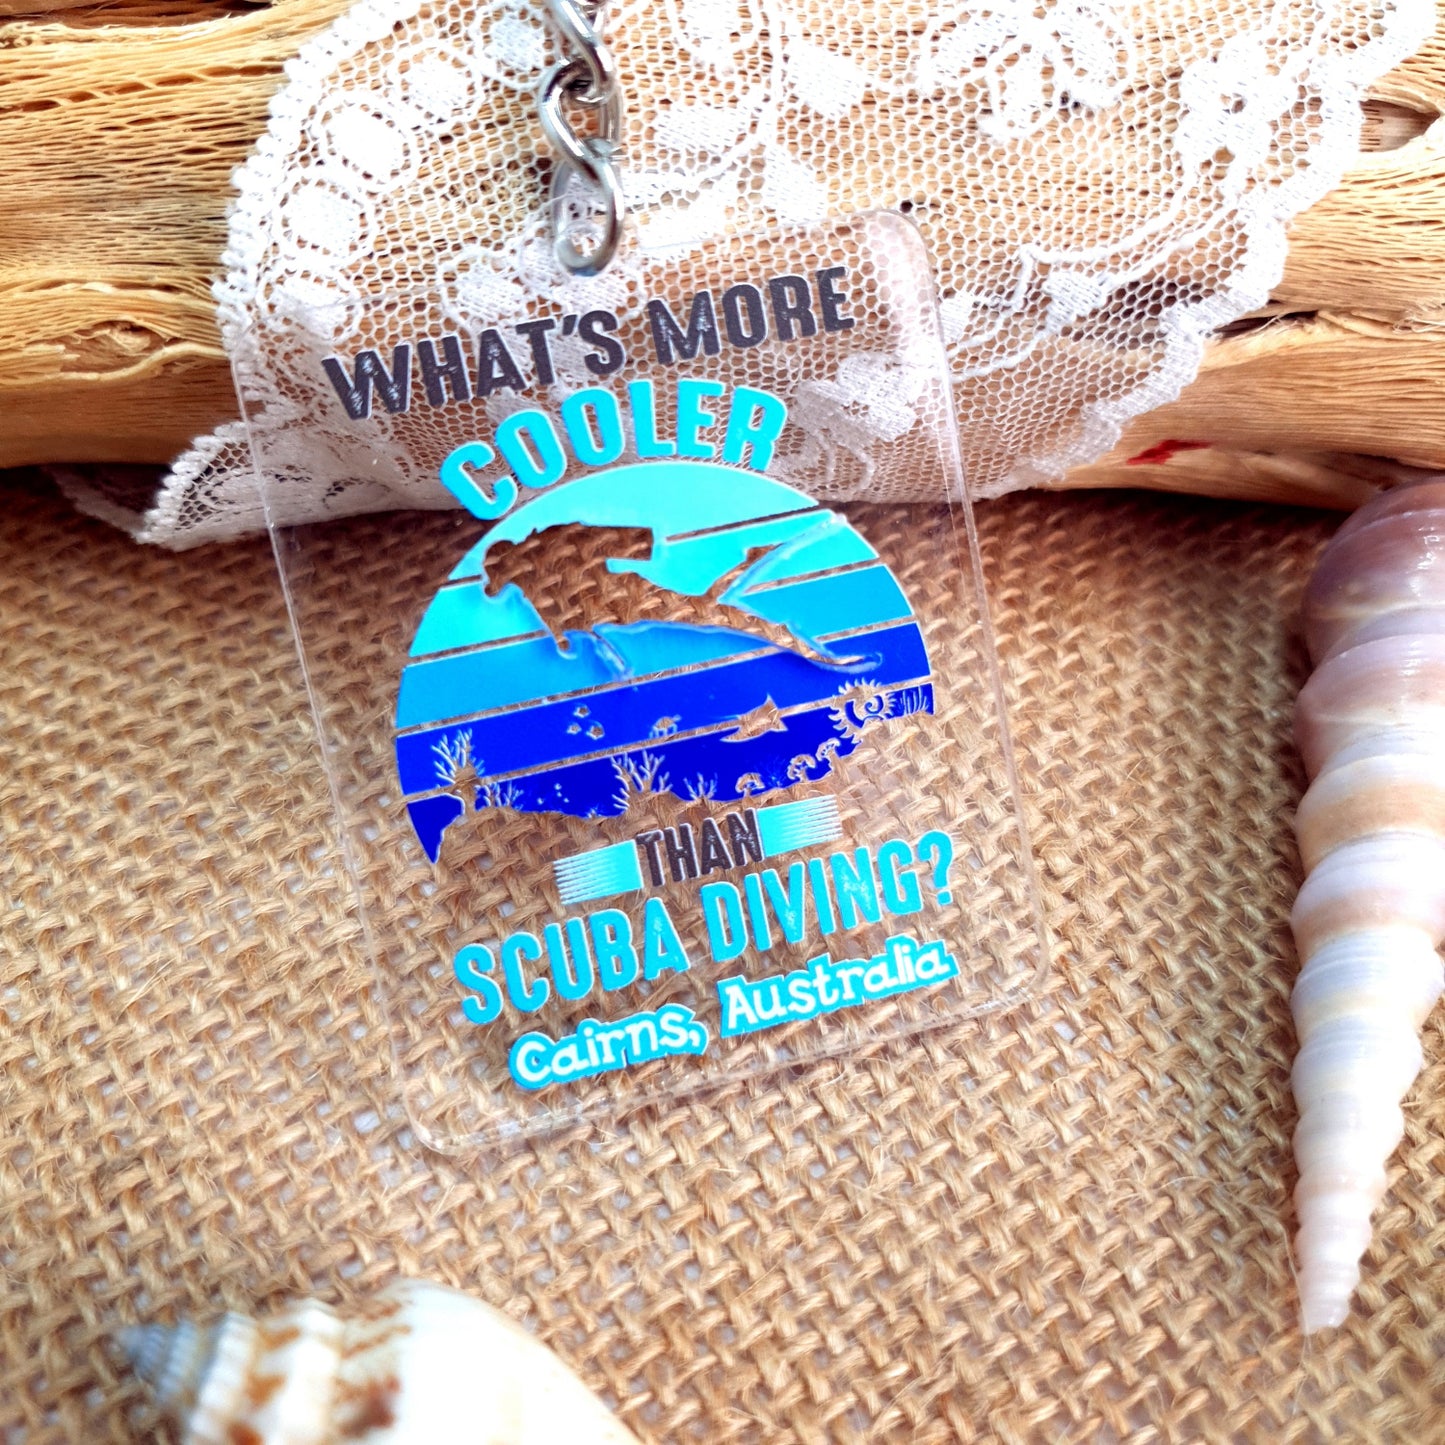 WHAT'S MORE
COOLER
THAN
SCUBA DIVING?
Cairns, Australia